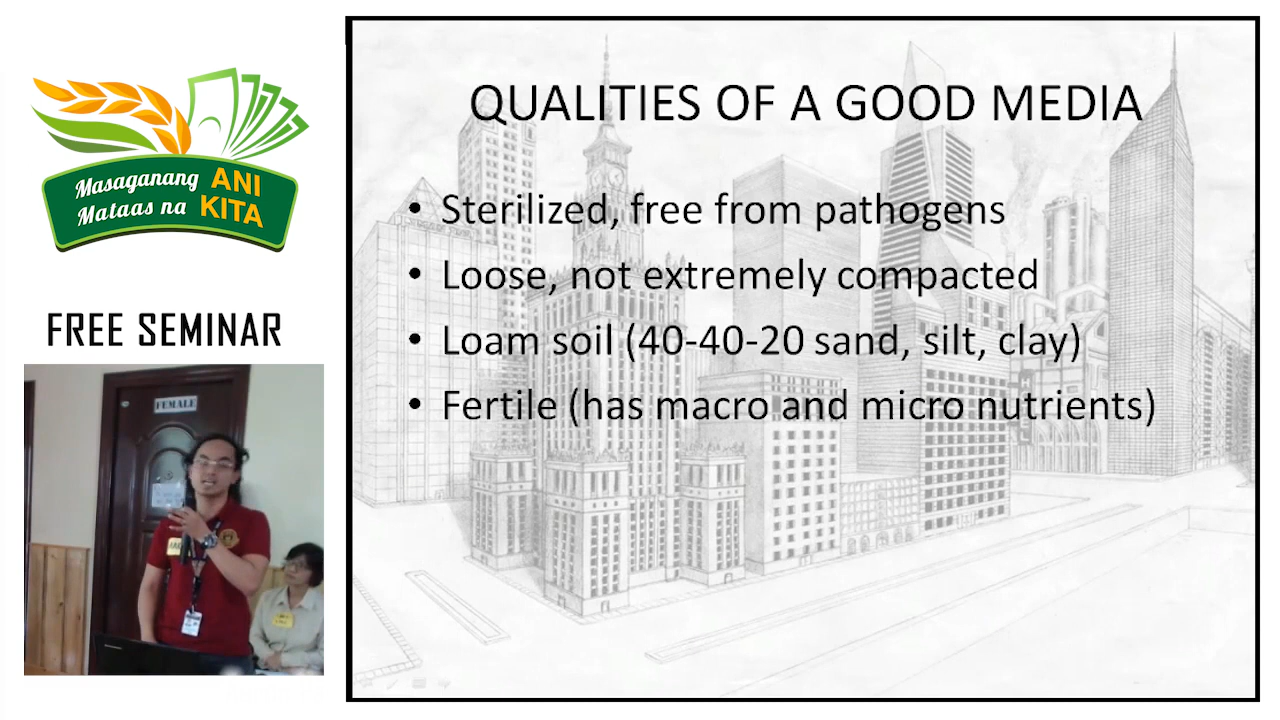 Masaganang ANI
Mataas na KITA
FREE SEMINAR
FEMALE
QUALITIES OF A GOOD MEDIA
• Sterilized, free from pathogens
• Loose, not extremely compacted
• Loam soil (40-40-20 sand, silt, clay)
• Fertile (has macro and micro nutrients)